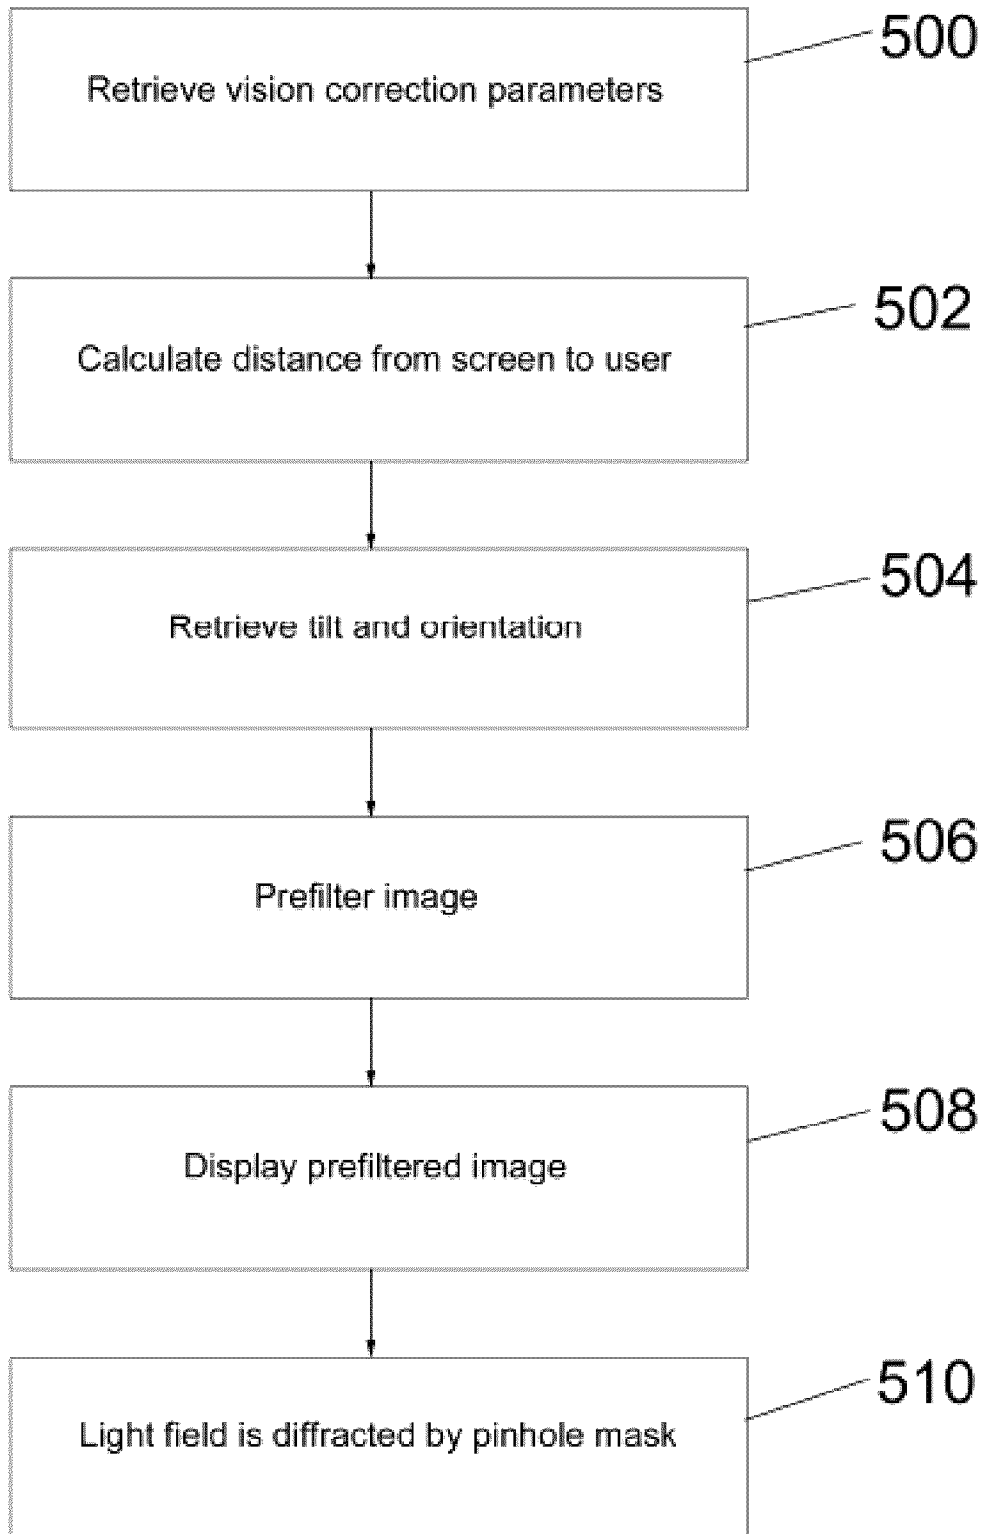 500
Retrieve vision correction parameters
502
Calculate distance from screen to user
504
Retrieve tilt and orientation
506
Prefilter image
508
Display prefiltered image
510
Light field is diffracted by pinhole mask